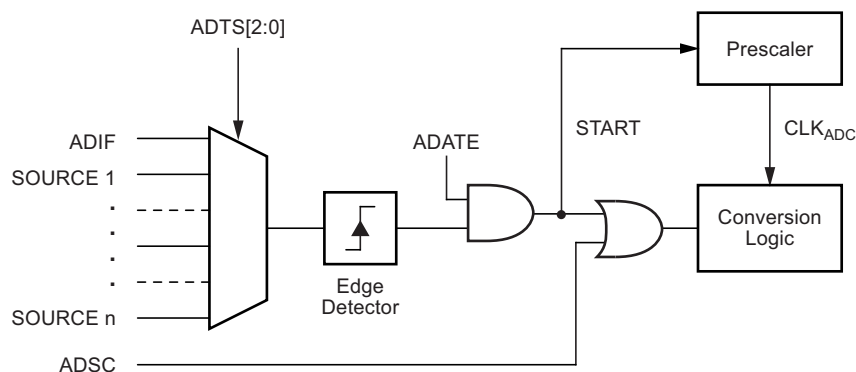 ADTS[2:0]
Prescaler
START
CLKADC
ADIF
ADATE
SOURCE 1
.
.
.
.
Conversion
Logic
Edge
Detector
SOURCE n
ADSC